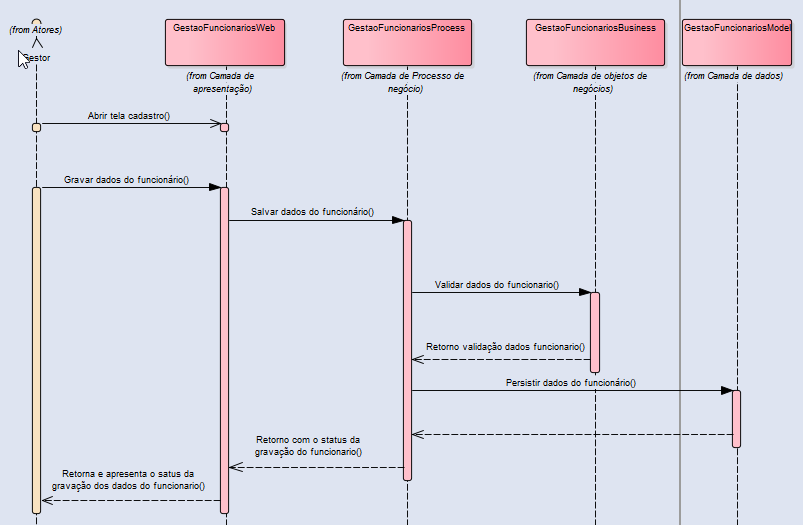 (from Atores)
estor
GestaoFuncionariosWeb
(from Camada de
apresentação)
GestaoFuncionariosProcess
(from Camada de Processo de
negócio)
GestaoFuncionariosBusiness
(from Camada de objetos de
negócios)
GestaoFuncionariosModel
(from Camada de dados)
Abrir tela cadastro()
Gravar dados do funcionário()
Salvar dados do funcionário()
Validar dados do funcionario()
Retorno validação dados funcionario()
Persistir dados do funcionário()
Retorno com o status da
gravação do funcionario()
Retorna e apresenta o satus da
gravação dos dados do funcionario()